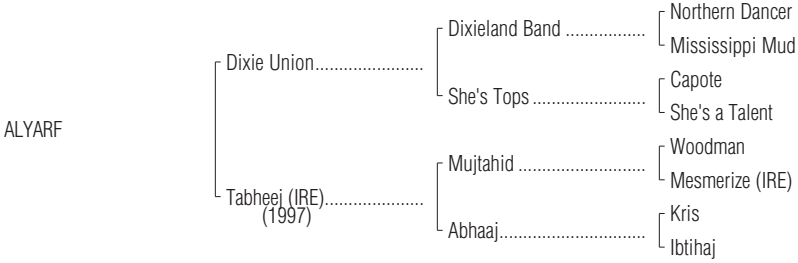 Northern Dancer
Dixieland Band ................
Mississippi Mud
Dixie Union......................
Capote
She's Tops ......................
She's a Talent
ALYARF
Woodman
Mujtahid .........................
Mesmerize (IRE)
Tabheej (IRE)....................
(1997)
Kris
Abhaaj............................
Ibtihaj